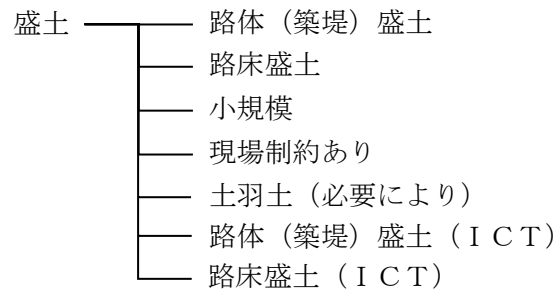 盛土
路体（築堤）盛土
路床盛土
小規模
現場制約あり
土羽土（必要により）
路体（築堤）盛土（ＩＣＴ）
路床盛土（ＩＣＴ）